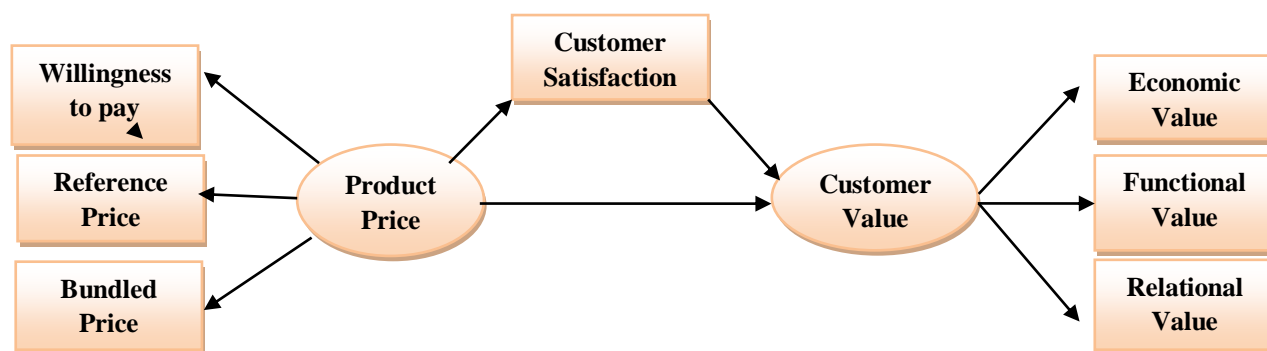 Willingness
to pay
Reference
Price
Bundled
Price
Product
Price
Customer
Satisfaction
Customer
Value
Economic
Value
Functional
Value
Relational
Value